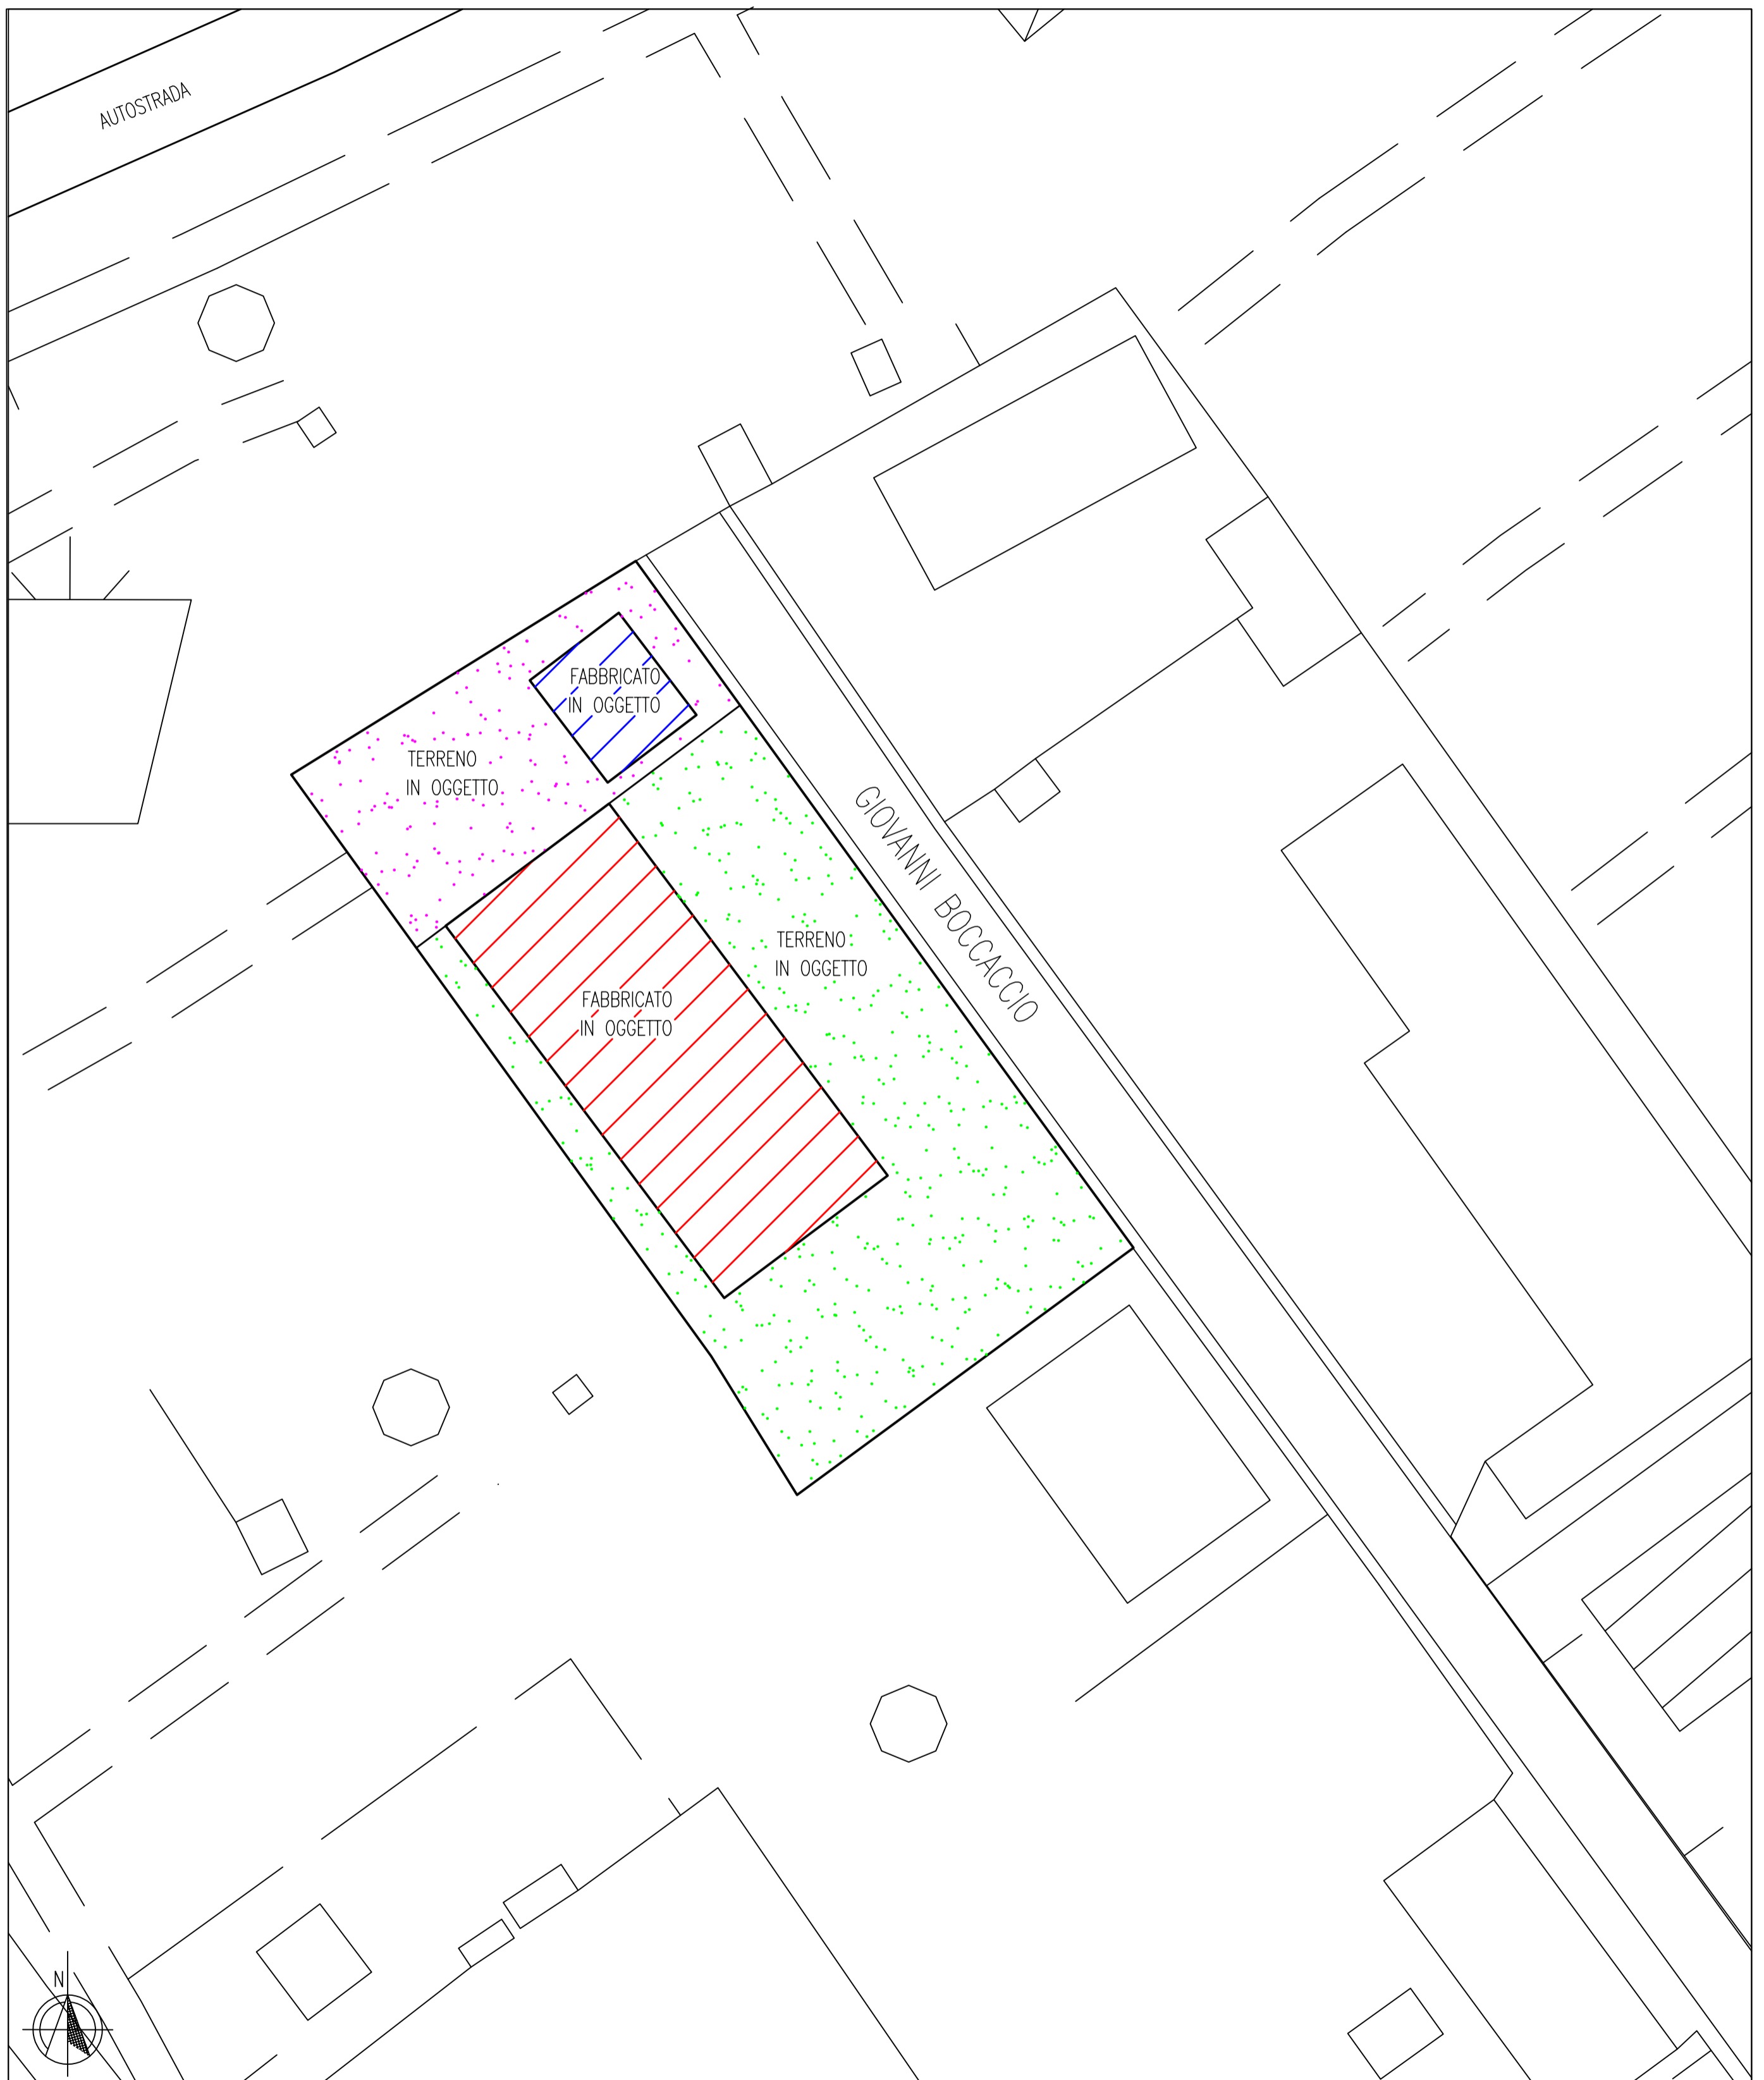 AUTOSTRADA
FABBRICATO
IN OGGETTO
TERRENO
IN OGGETTO
GIOVANNI BOCCACCIO
TERRENO
IN OGGETTO
FABBRICATO
IN OGGETTO
N